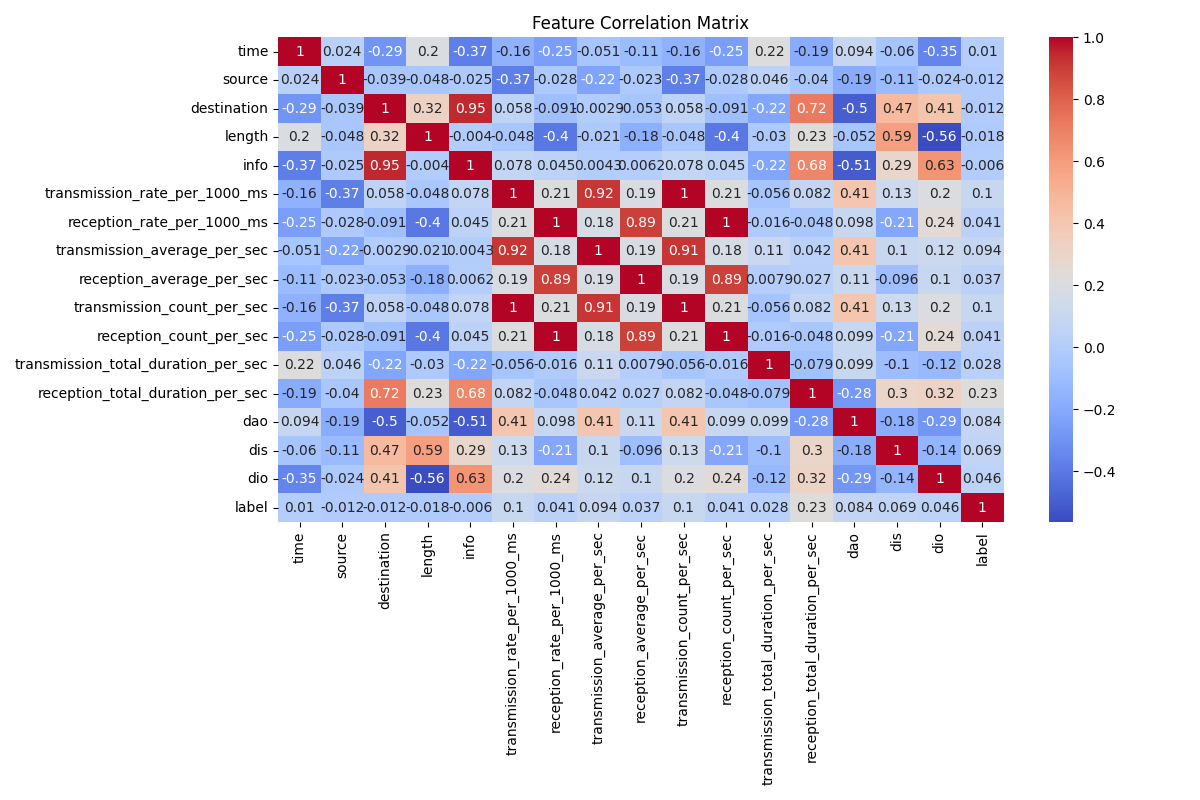 Feature Correlation Matrix
time 1 0.024 -0.29 0.2 -0.37 -0.16 -0.25 -0.051 -0.11 -0.16 -0.25 0.22 -0.19 0.094 -0.06 -0.35 0.01
source 0.024 1 -0.039 -0.048 -0.025 -0.37 -0.028 -0.22 -0.023 -0.37 -0.028 0.046 -0.04 -0.19 -0.11 -0.024 -0.012
destination -0.29 -0.039 1 0.32 0.95 0.058 -0.091 -0.0029 -0.053 0.058 -0.091 -0.22 0.72 -0.5 0.47 0.41 -0.012
length 0.2 -0.048 0.32 1 -0.004 -0.048 -0.4 -0.021 -0.18 -0.048 -0.4 -0.03 0.23 -0.052 0.59 -0.56 -0.018
info -0.37 -0.025 0.95 -0.004 1 0.078 0.045 0.0043 0.0062 0.078 0.045 -0.22 0.68 -0.51 0.29 0.63 -0.006
transmission_rate_per_1000_ms -0.16 -0.37 0.058 -0.048 0.078 1 0.21 0.92 0.19 1 0.21 -0.056 0.082 0.41 0.13 0.2 0.1
reception_rate_per_1000_ms -0.25 -0.028 -0.091 -0.4 0.045 0.21 1 0.18 0.89 0.21 1 -0.016 -0.048 0.098 -0.21 0.24 0.041
transmission_average_per_sec -0.051 -0.22 -0.0029 -0.021 0.0043 0.92 0.18 1 0.19 0.91 0.18 0.11 0.042 0.41 0.1 0.12 0.094
reception_average_per_sec -0.11 -0.023 -0.053 -0.18 0.0062 0.19 0.89 0.19 1 0.19 0.89 0.0079 0.027 0.11 -0.096 0.1 0.037
transmission_count_per_sec -0.16 -0.37 0.058 -0.048 0.078 1 0.21 0.91 0.19 1 0.21 -0.056 0.082 0.41 0.13 0.2 0.1
reception_count_per_sec -0.25 -0.028 -0.091 -0.4 0.045 0.21 1 0.18 0.89 0.21 1 -0.016 -0.048 0.099 -0.21 0.24 0.041
transmission_total_duration_per_sec 0.22 0.046 -0.22 -0.03 -0.22 -0.056 -0.016 0.11 0.0079 -0.056 -0.016 1 -0.079 0.099 -0.1 -0.12 0.028
reception_total_duration_per_sec -0.19 -0.04 0.72 0.23 0.68 0.082 -0.048 0.042 0.027 0.082 -0.048 -0.079 1 -0.28 0.3 0.32 0.23
dao 0.094 -0.19 -0.5 -0.052 -0.51 0.41 0.098 0.41 0.11 0.41 0.099 0.099 -0.28 1 -0.18 -0.29 0.084
dis -0.06 -0.11 0.47 0.59 0.29 0.13 -0.21 0.1 -0.096 0.13 -0.21 -0.1 0.3 -0.18 1 -0.14 0.069
dio -0.35 -0.024 0.41 -0.56 0.63 0.2 0.24 0.12 0.1 0.2 0.24 -0.12 0.32 -0.29 -0.14 1 0.046
label 0.01 -0.012 -0.012 -0.018 -0.006 0.1 0.041 0.094 0.037 0.1 0.041 0.028 0.23 0.084 0.069 0.046 1
time
source
destination
length
info
transmission_rate_per_1000_ms
reception_rate_per_1000_ms
transmission_average_per_sec
reception_average_per_sec
transmission_count_per_sec
reception_count_per_sec
transmission_total_duration_per_sec
reception_total_duration_per_sec
dao
dis
dio
label
1.0
0.8
0.6
0.4
0.2
0.0
−0.2
−0.4